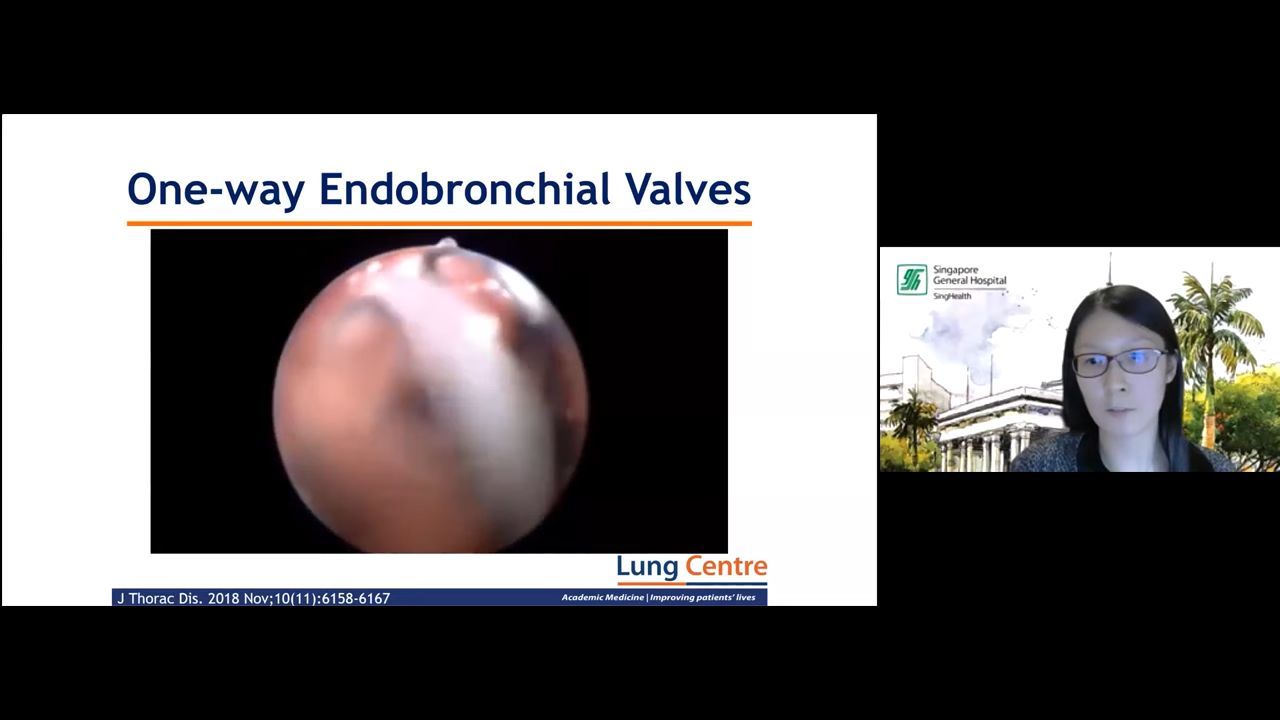 One-way Endobronchial Valves
Lung Centre
J Thorac Dis. 2018 Nov;10(11):6158-6167
Academic Medicine | Improving patients' lives
Singapore
General Hospital
SingHealth